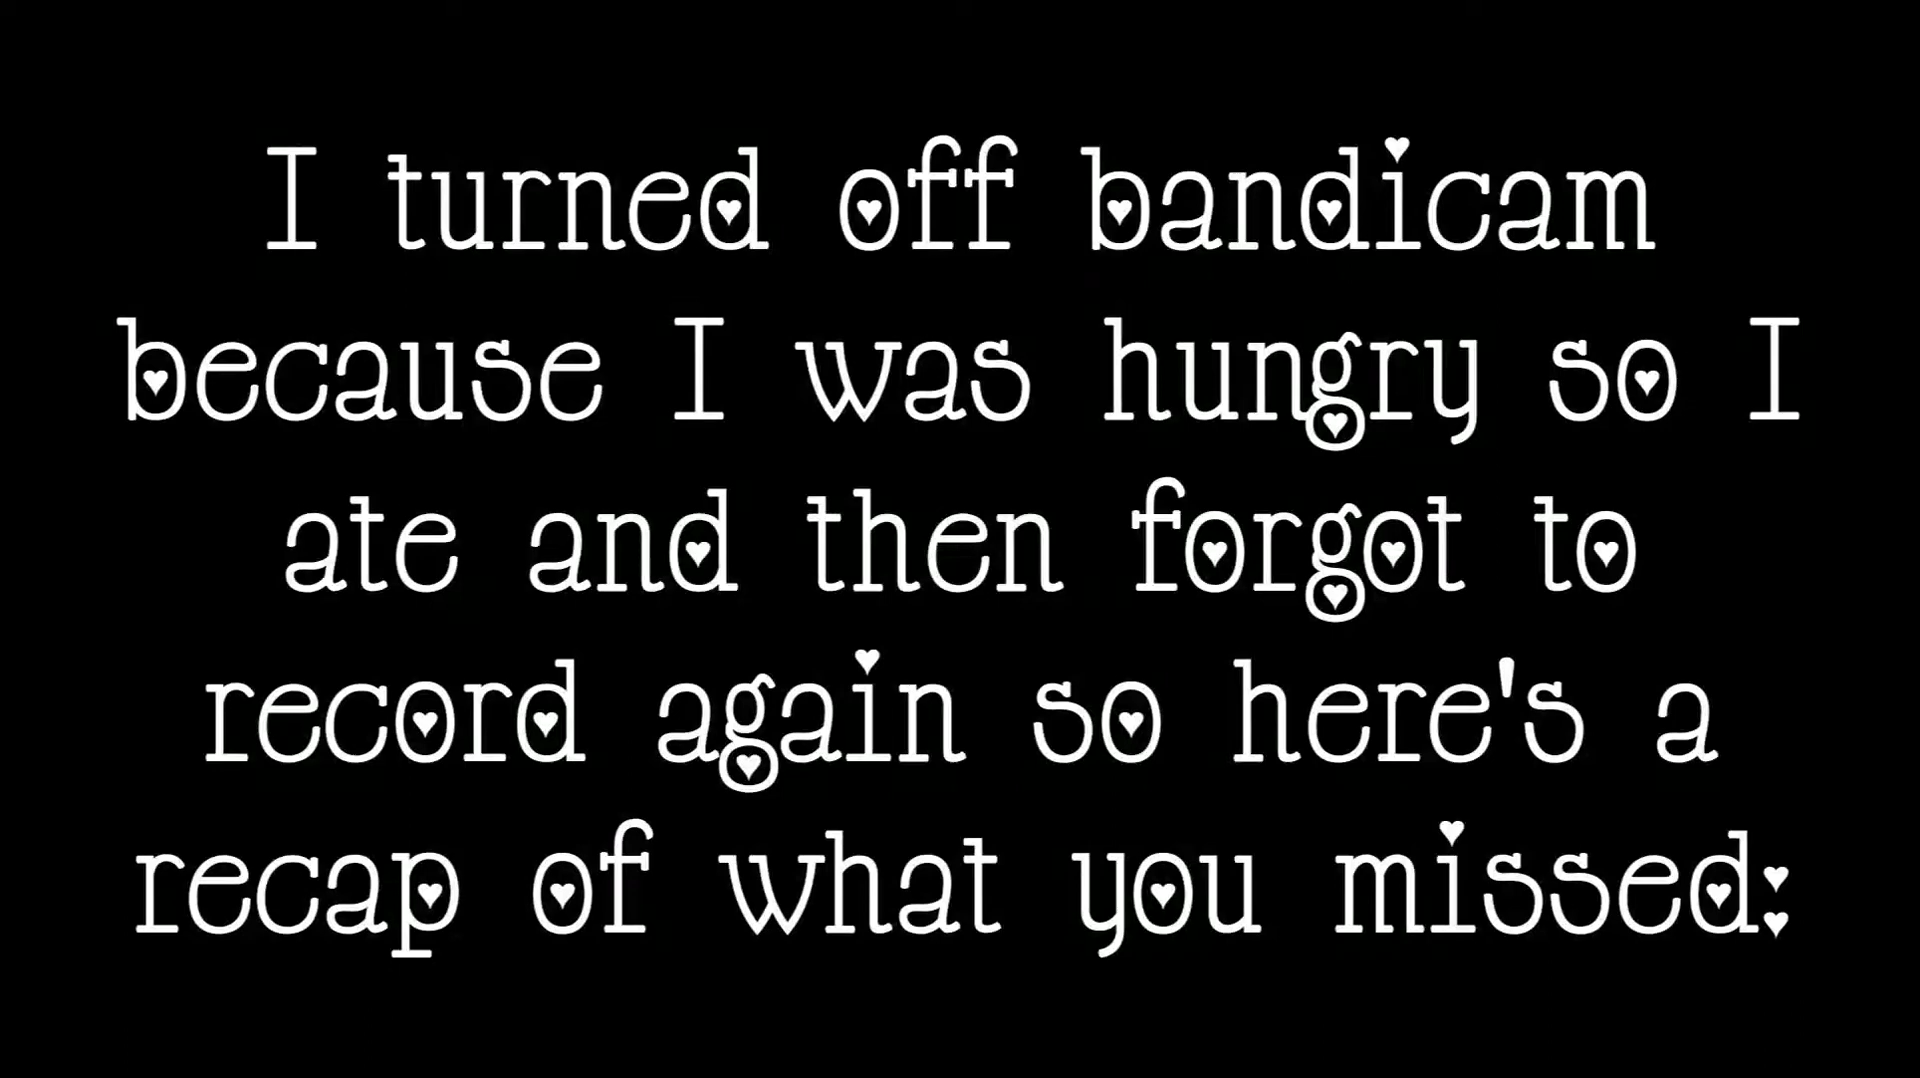 I turned off bandicam
because I was hungry so I
ate and then forgot to
record again so here's a
recap of what you missed: